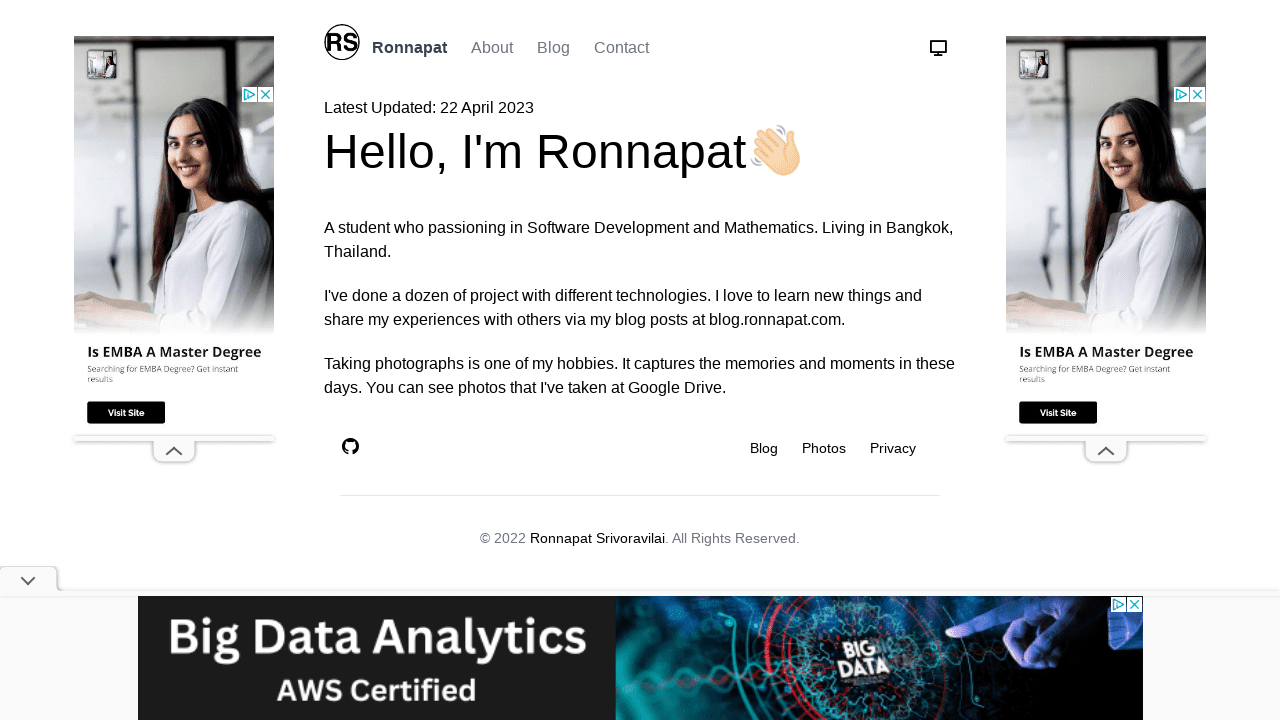 RS
Ronnapat
About
Blog
Contact
Latest Updated: 22 April 2023
Hello, I'm Ronnapat👋🏼
A student who passioning in Software Development and Mathematics. Living in Bangkok,
Thailand.
I've done a dozen of project with different technologies. I love to learn new things and
share my experiences with others via my blog posts at blog.ronnapat.com.
Taking photographs is one of my hobbies. It captures the memories and moments in these
days. You can see photos that I've taken at Google Drive.
Blog
Photos
Privacy
© 2022 Ronnapat Srivoravilai. All Rights Reserved.
Is EMBA A Master Degree
Searching for EMBA Degree? Get instant
results
Visit Site
Is EMBA A Master Degree
Searching for EMBA Degree? Get instant
results
Visit Site
Big Data Analytics
AWS Certified
BIG
DATA